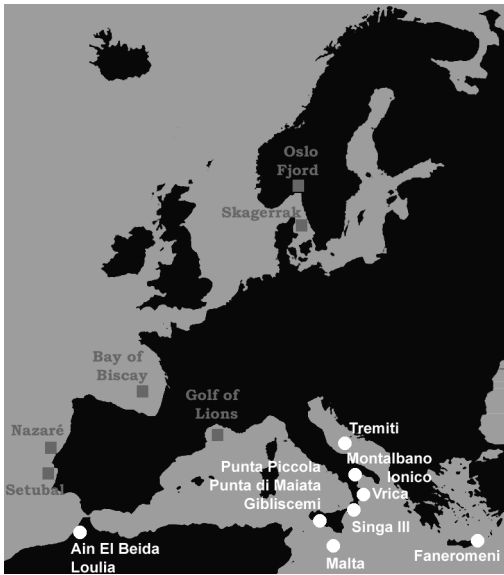 Oslo
Fjord
Skagerrak
Bay of
Biscay
Golf of
Lions
Nazaré
Setubal
Tremiti
Montalbano
Ionico
Punta Piccola
Punta di Maiata
Gibliscemi
Vrica
Singa III
Ain El Beida
Loulia
Malta
Faneromeni